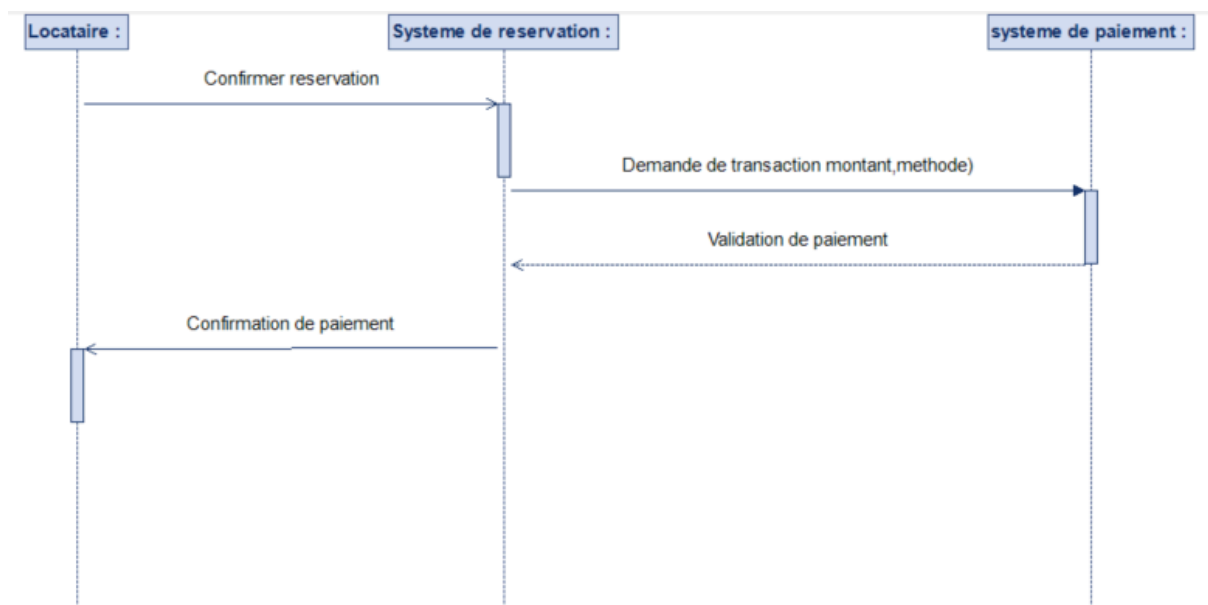 Locataire :
Systeme de reservation :
systeme de paiement :
Confirmer reservation
Demande de transaction montant,methode)
Validation de paiement
Confirmation de paiement